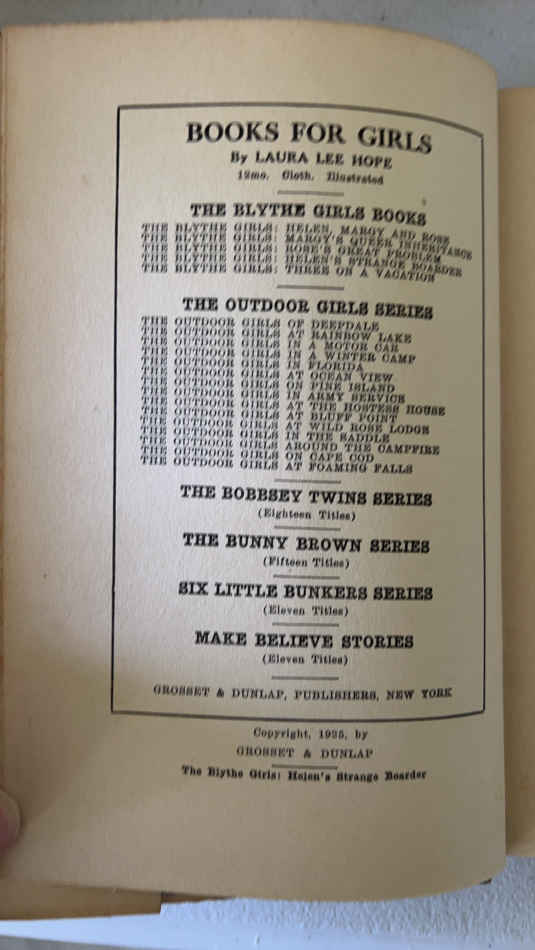 BOOKS FOR GIRLS
By LAURA LEE HOPE
12mo. Cloth. Illustrated
THE BLYTHE GIRLS BOOKS
THE BLYTHE GIRLS: HELEN, MARGY AND ROSE
THE BLYTHE GIRLS: MARGY'S QUEER INHERITANCE
THE BLYTHE GIRLS: ROSE'S GREAT PROBLEM
THE BLYTHE GIRLS: HELEN'S STRANGE BOARDER
THE BLYTHE GIRLS: THREE ON A VACATION
THE OUTDOOR GIRLS SERIES
THE OUTDOOR GIRLS OF DEEPDALE
THE OUTDOOR GIRLS AT RAINBOW LAKE
THE OUTDOOR GIRLS IN A MOTOR CAR
THE OUTDOOR GIRLS IN A WINTER CAMP
THE OUTDOOR GIRLS IN FLORIDA
THE OUTDOOR GIRLS AT OCEAN VIEW
THE OUTDOOR GIRLS ON PINE ISLAND
THE OUTDOOR GIRLS IN ARMY SERVICE
THE OUTDOOR GIRLS AT THE HOSTESS HOUSE
THE OUTDOOR GIRLS AT BLUFF POINT
THE OUTDOOR GIRLS AT WILD ROSE LODGE
THE OUTDOOR GIRLS IN THE SADDLE
THE OUTDOOR GIRLS AROUND THE CAMPFIRE
THE OUTDOOR GIRLS ON CAPE COD
THE OUTDOOR GIRLS AT FOAMING FALLS
THE BOBBSEY TWINS SERIES
(Eighteen Titles)
THE BUNNY BROWN SERIES
(Fifteen Titles)
SIX LITTLE BUNKERS SERIES
(Eleven Titles)
MAKE BELIEVE STORIES
(Eleven Titles)
GROSSET & DUNLAP, PUBLISHERS, NEW YORK
Copyright, 1925, by
GROSSET & DUNLAP
The Blythe Girls: Helen's Strange Boarder